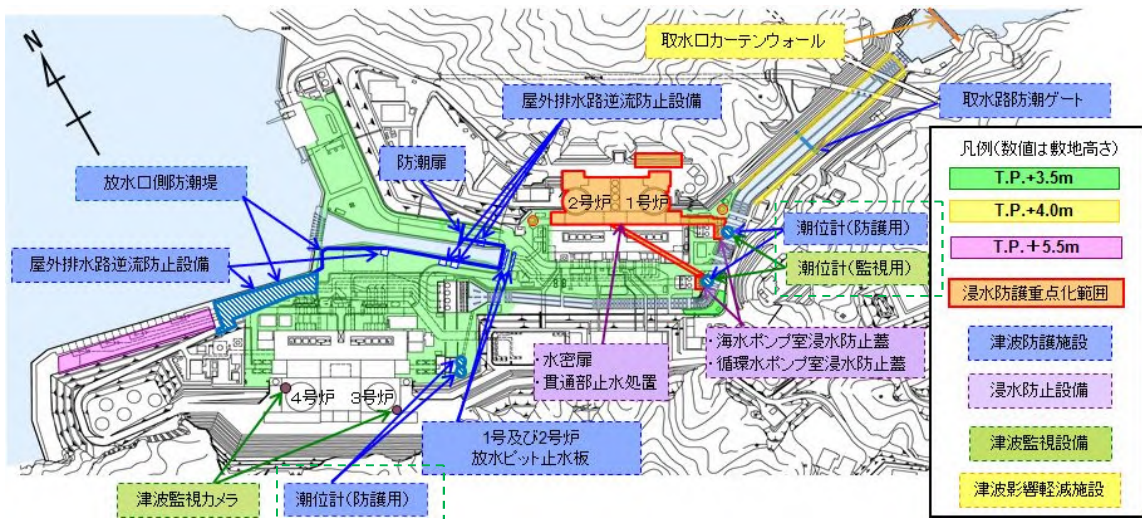 N
取水口カーテンウォール
屋外排水路逆流防止設備
取水路防潮ゲート
防潮扉
放水口側防潮堤
2号炉 1号炉
潮位計(防護用)
屋外排水路逆流防止設備
潮位計(監視用)
・海水ポンプ室浸水防止蓋
・循環水ポンプ室浸水防止蓋
・水密扉
・貫通部止水処置
4号炉 3号炉
1号及び2号炉
放水ピット止水板
津波監視カメラ
潮位計(防護用)
凡例(数値は敷地高さ)
T.P.+3.5m
T.P.+4.0m
T.P.+5.5m
浸水防護重点化範囲
津波防護施設
浸水防止設備
津波監視設備
津波影響軽減施設